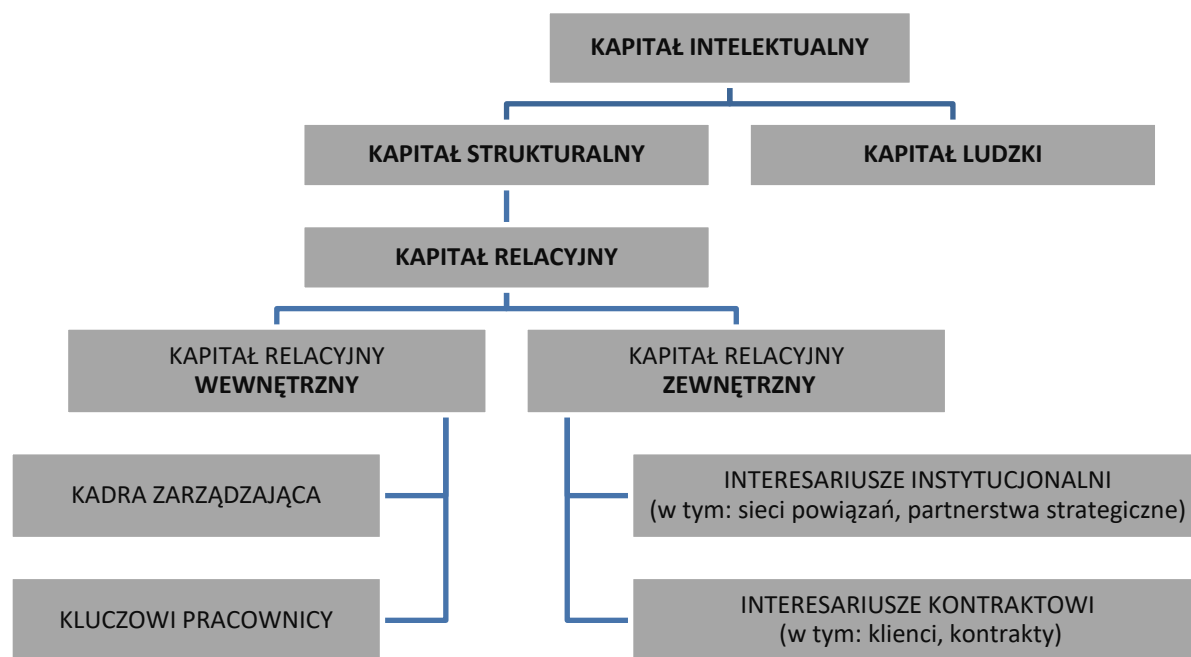 KAPITAŁ INTELEKTUALNY
KAPITAŁ STRUKTURALNY
KAPITAŁ LUDZKI
KAPITAŁ RELACYJNY
KAPITAŁ RELACYJNY
WEWNĘTRZNY
KAPITAŁ RELACYJNY
ZEWNĘTRZNY
KADRA ZARZĄDZAJĄCA
INTERESARIUSZE INSTYTUCJONALNI
(w tym: sieci powiązań, partnerstwa strategiczne)
KLUCZOWI PRACOWNICY
INTERESARIUSZE KONTRAKTOWI
(w tym: klienci, kontrakty)